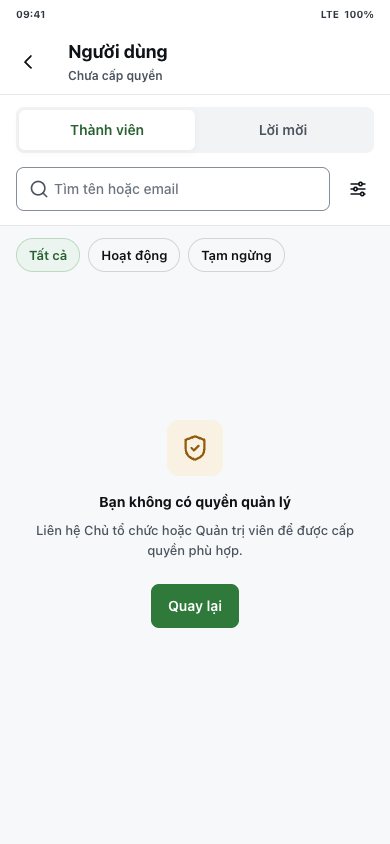 09:41
LTE 100%
Người dùng
Chưa cấp quyền
Thành viên
Lời mời
Tìm tên hoặc email
Tất cả
Hoạt động
Tạm ngừng
Bạn không có quyền quản lý
Liên hệ Chủ tổ chức hoặc Quản trị viên để được cấp
quyền phù hợp.
Quay lại